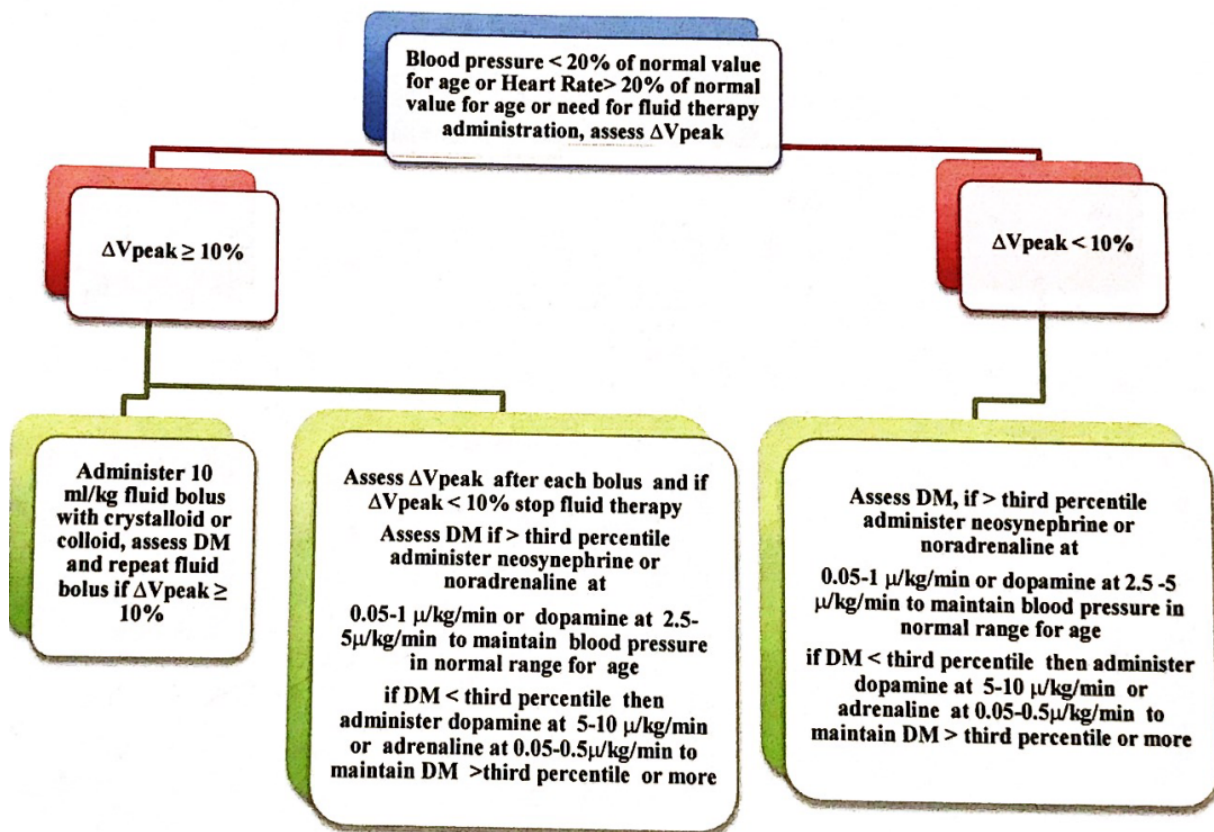 Blood pressure < 20% of normal value
for age or Heart Rate> 20% of normal
value for age or need for fluid therapy
administration, assess ΔVpeak
ΔVpeak ≥ 10%
ΔVpeak < 10%
Administer 10
ml/kg fluid bolus
with crystalloid or
colloid, assess DM
and repeat fluid
bolus if ΔVpeak ≥
10%
Assess ΔVpeak after each bolus and if
ΔVpeak < 10% stop fluid therapy
Assess DM if > third percentile
administer neosynephrine or
noradrenaline at
0.05-1 μ/kg/min or dopamine at 2.5-
5μ/kg/min to maintain blood pressure
in normal range for age
if DM < third percentile then
administer dopamine at 5-10 μ/kg/min
or adrenaline at 0.05-0.5μ/kg/min to
maintain DM >third percentile or more
Assess DM, if > third percentile
administer neosynephrine or
noradrenaline at
0.05-1 μ/kg/min or dopamine at 2.5 -5
μ/kg/min to maintain blood pressure in
normal range for age
if DM < third percentile then administer
dopamine at 5-10 μ/kg/min or
adrenaline at 0.05-0.5μ/kg/min to
maintain DM > third percentile or more